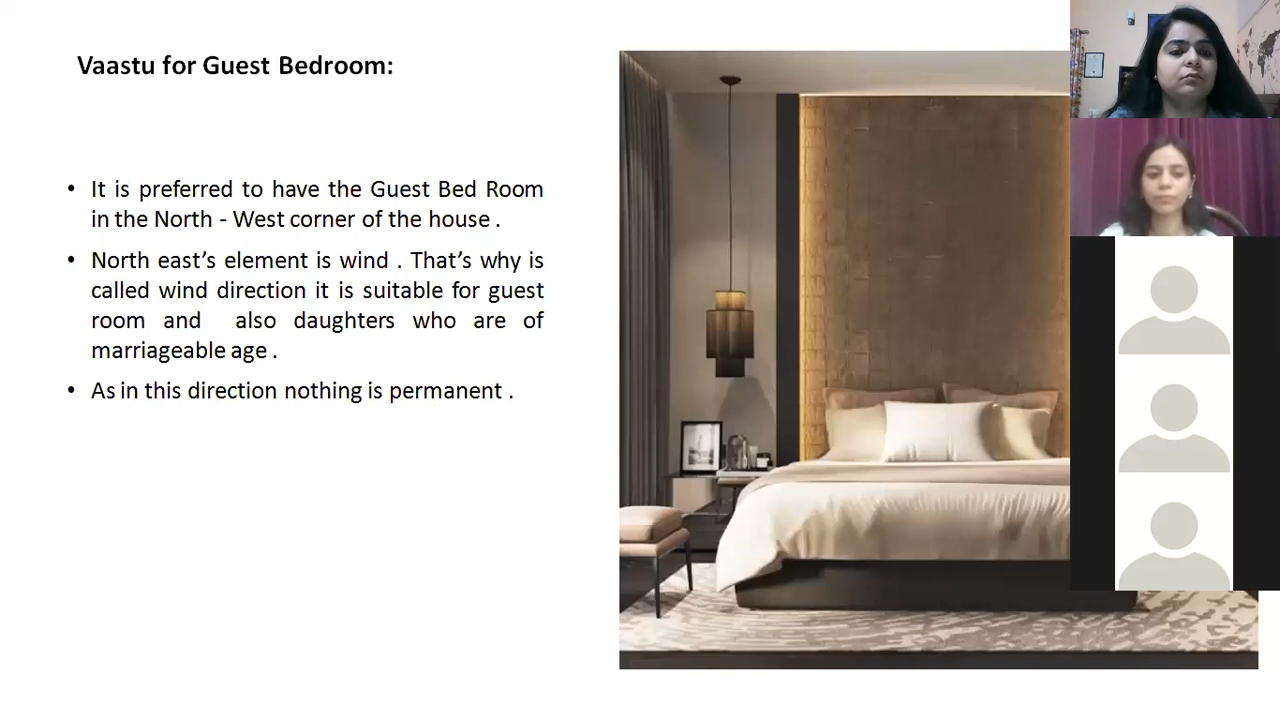 Vaastu for Guest Bedroom:
• It is preferred to have the Guest Bed Room
in the North - West corner of the house .
• North east’s element is wind . That’s why is
called wind direction it is suitable for guest
room and also daughters who are of
marriageable age .
• As in this direction nothing is permanent .